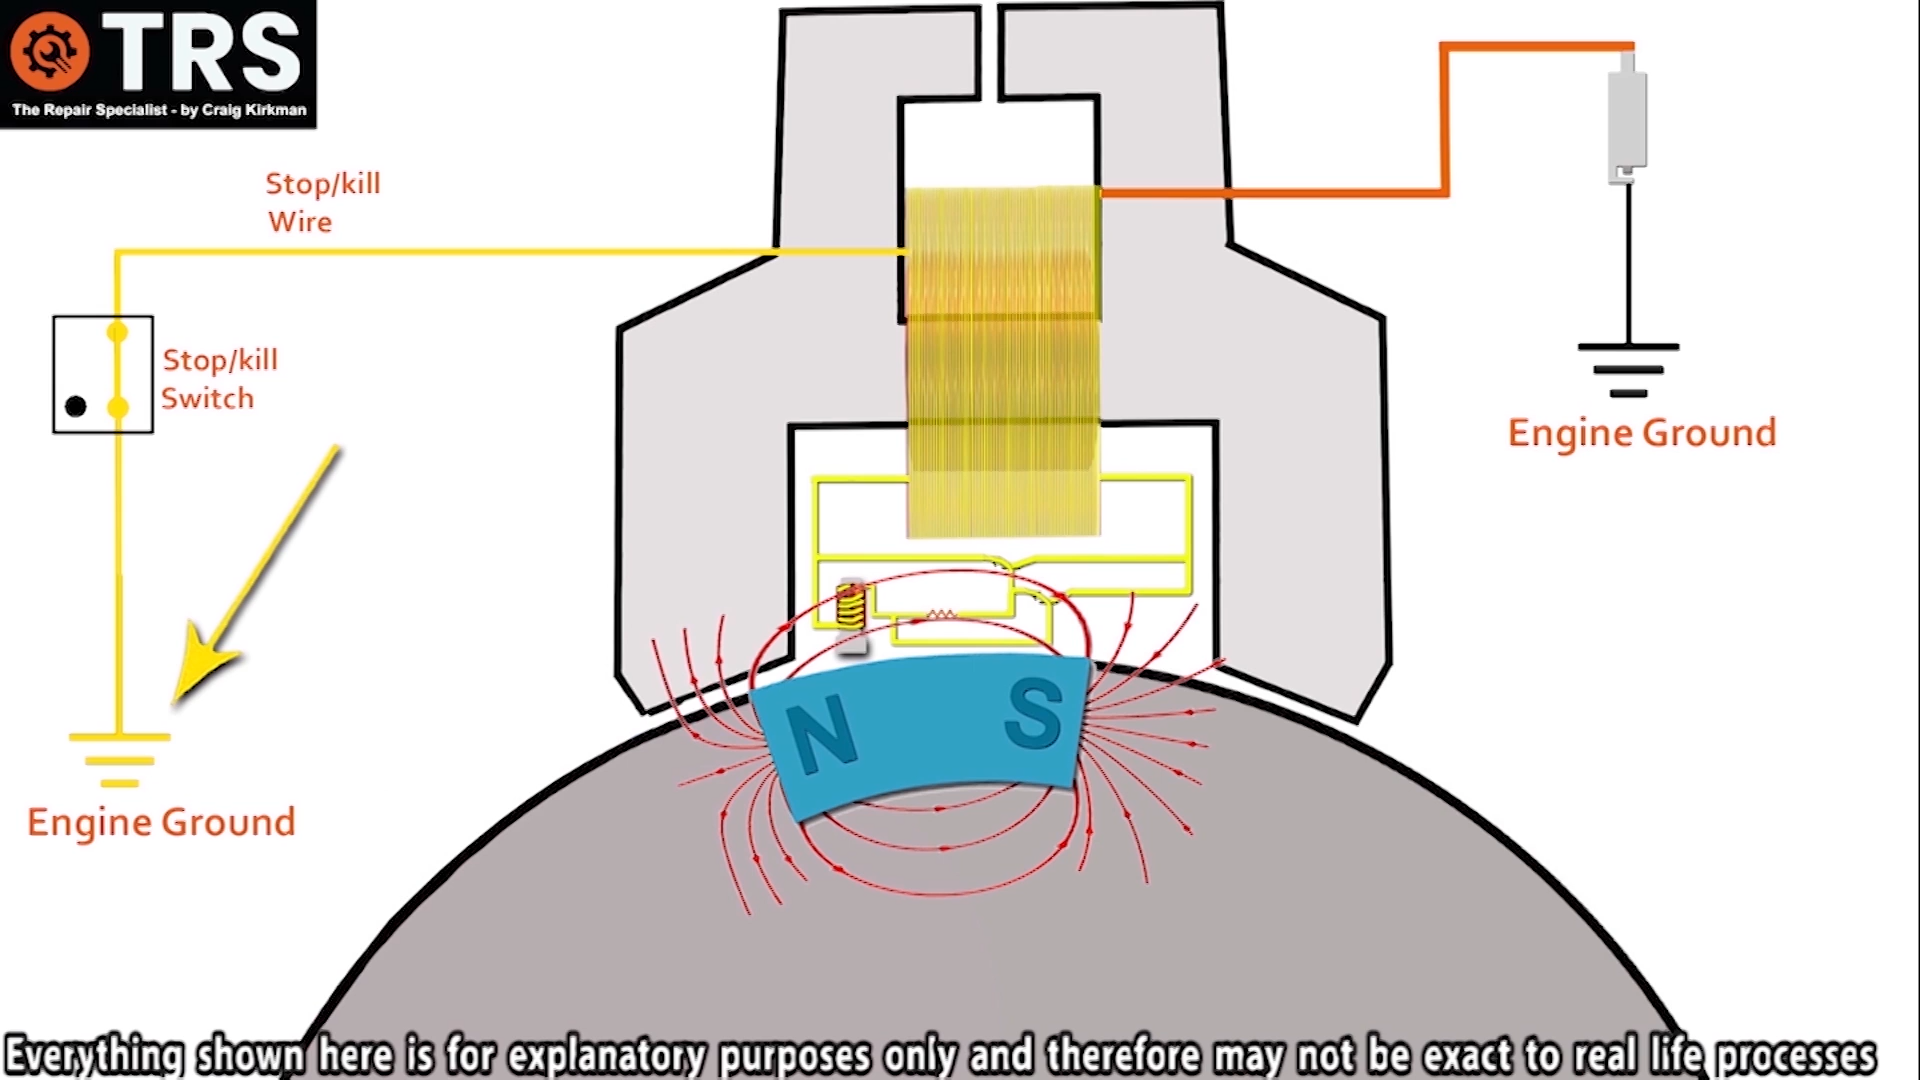 TRS
The Repair Specialist - by Craig Kirkman
Stop/kill
Wire
Stop/kill
Switch
Engine Ground
Engine Ground
N S
Everything shown here is for explanatory purposes only and therefore may not be exact to real life processes